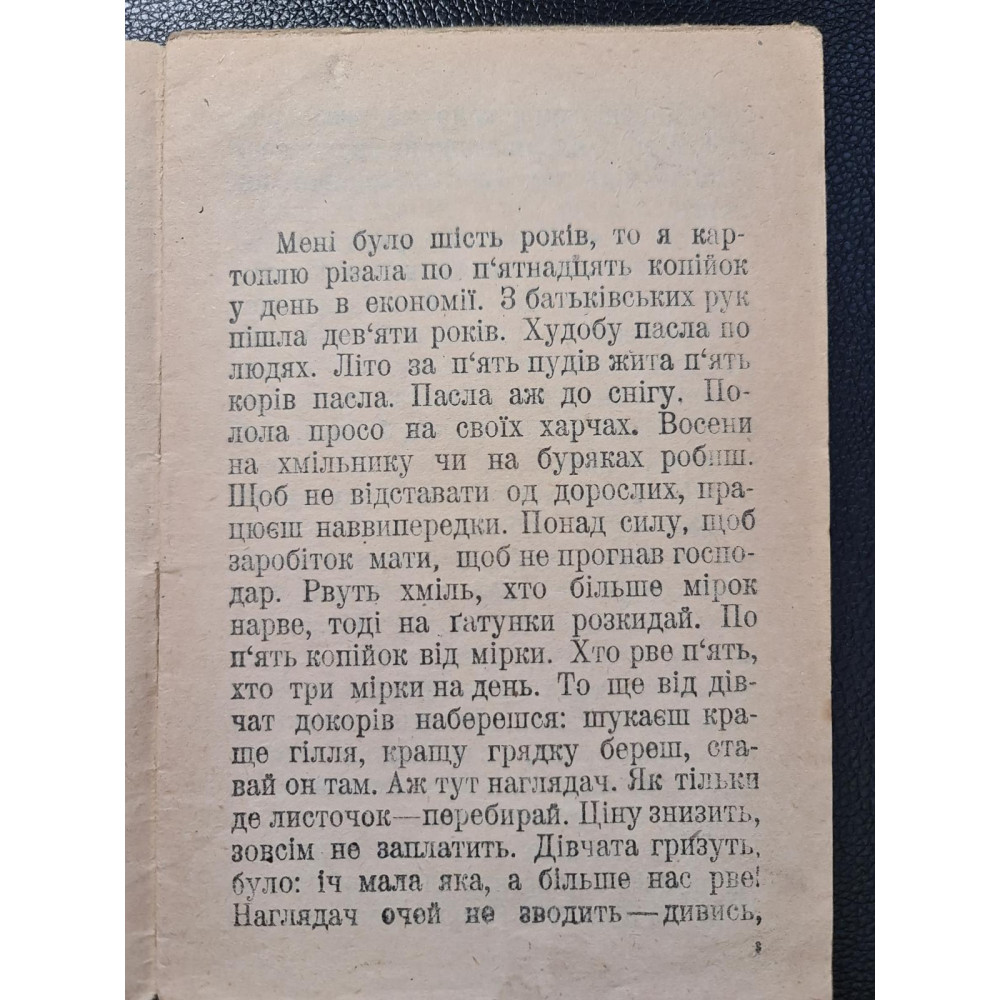 Мені було шість років, то я кар-
топлю різала по п‘ятнадцять копійок
у день в економії. З батьківських рук
пішла дев‘яти років. Худобу пасла по
людях. Літо за п‘ять пудів жита п‘ять
корів пасла. Пасла аж до снігу. По-
лола просо на своїх харчах. Восени
на хмільнику чи на буряках робиш.
Щоб не відставати од дорослих, пра-
цюєш наввипередки. Понад силу, щоб
заробіток мати, щоб не прогнав госпо-
дар. Рвуть хміль, хто більше мірок
нарве, тоді на ґатунки розкидай. По
п‘ять копійок від мірки. Хто рве п‘ять,
хто три мірки на день. То ще від дів-
чат докорів наберешся: шукаєш кра-
ще гілля, кращу грядку береш, ста-
вай он там. Аж тут наглядач. Як тільки
де листочок—перебирай. Ціну знизить,
зовсім не заплатить. Дівчата гризуть,
було: іч мала яка, а більше нас рве!
Наглядач очей не зводить—дивись,
3